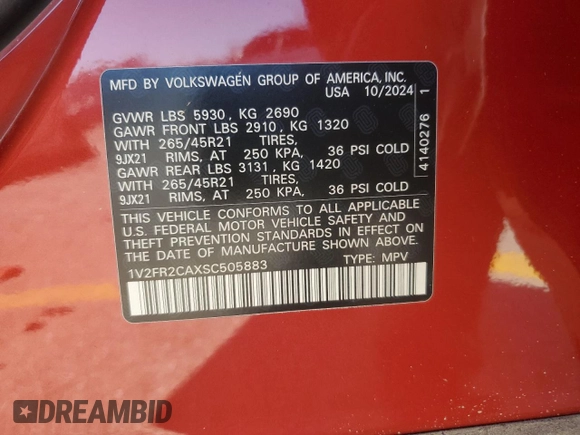 MFD BY VOLKSWAGEN GROUP OF AMERICA, INC.
USA 10/2024
GVWR LBS 5930, KG 2690
GAWR FRONT LBS 2910, KG 1320
WITH 265/45R21 TIRES,
9JX21 RIMS, AT 250 KPA, 36 PSI COLD
GAWR REAR LBS 3131, KG 1420
WITH 265/45R21 TIRES,
9JX21 RIMS, AT 250 KPA, 36 PSI COLD
THIS VEHICLE CONFORMS TO ALL APPLICABLE
U.S. FEDERAL MOTOR VEHICLE SAFETY AND
THEFT PREVENTION STANDARDS IN EFFECT ON
THE DATE OF MANUFACTURE SHOWN ABOVE.
1V2FR2CAXSC505883 TYPE: MPV
4140276 1
DREAMBID